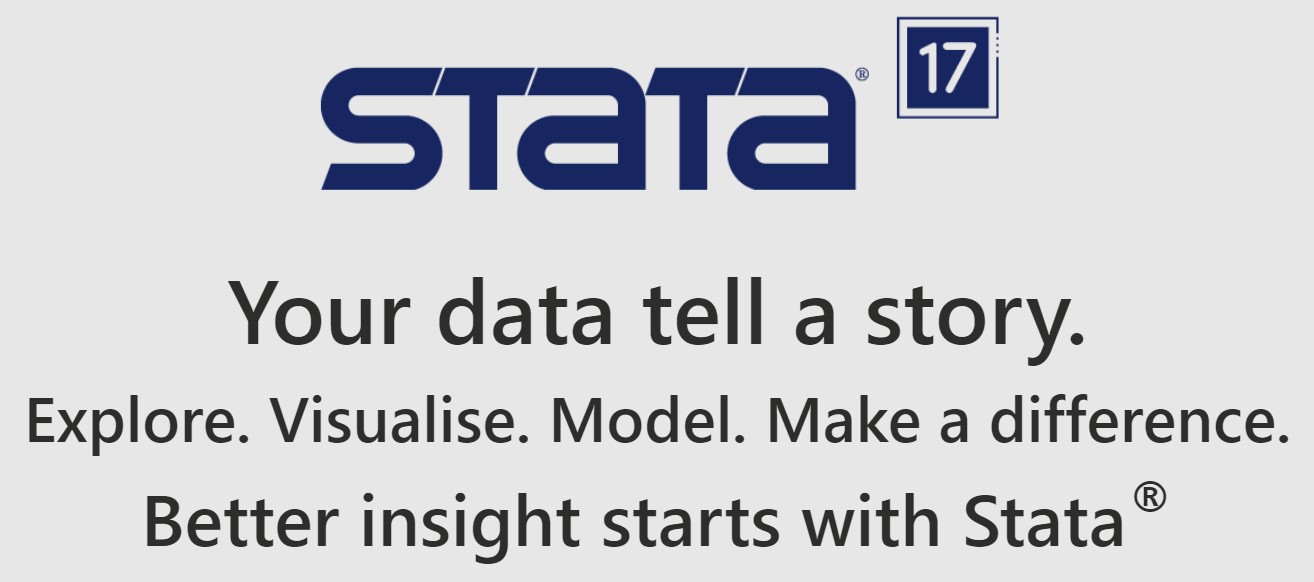 STATA® 17
Your data tell a story.
Explore. Visualise. Model. Make a difference.
Better insight starts with Stata®